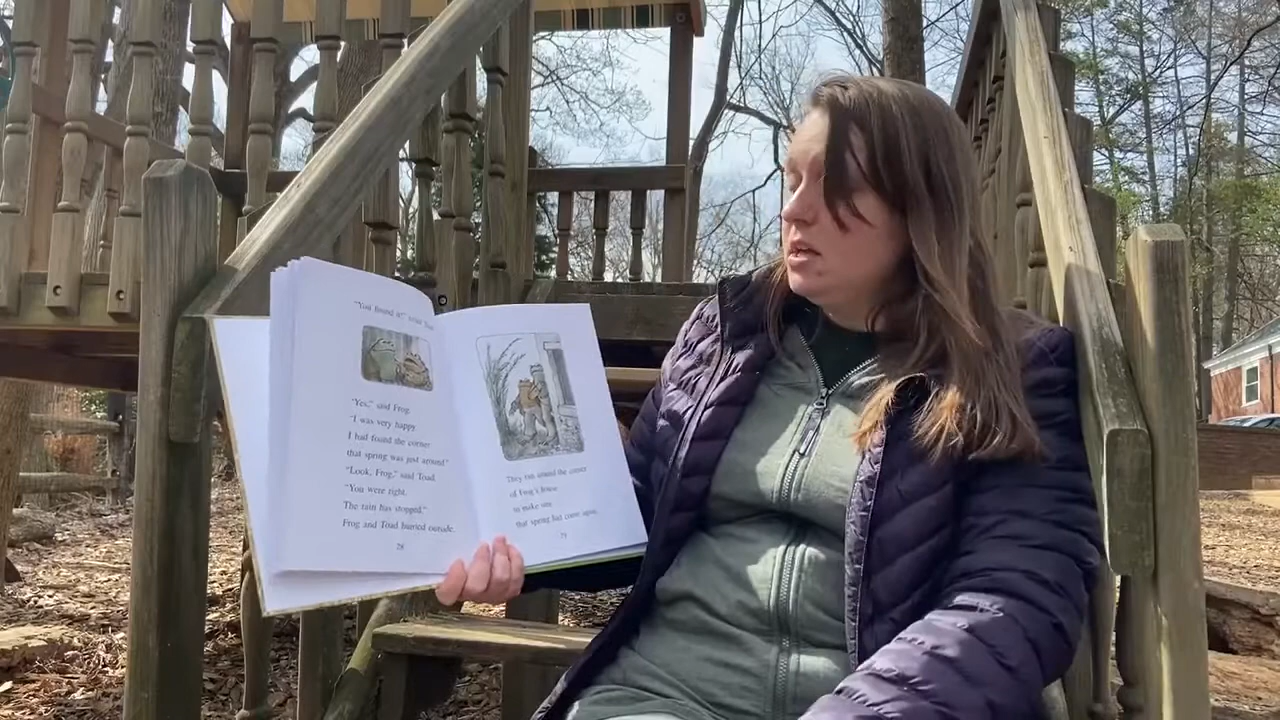 "You found it!" cried Toad.
"Yes," said Frog.
"I was very happy.
I had found the corner
that spring was just around."
"Look, Frog," said Toad.
"You were right.
The rain has stopped."
Frog and Toad hurried outside.
28
They ran around the corner
of Frog's house
to make sure
that spring had come again.